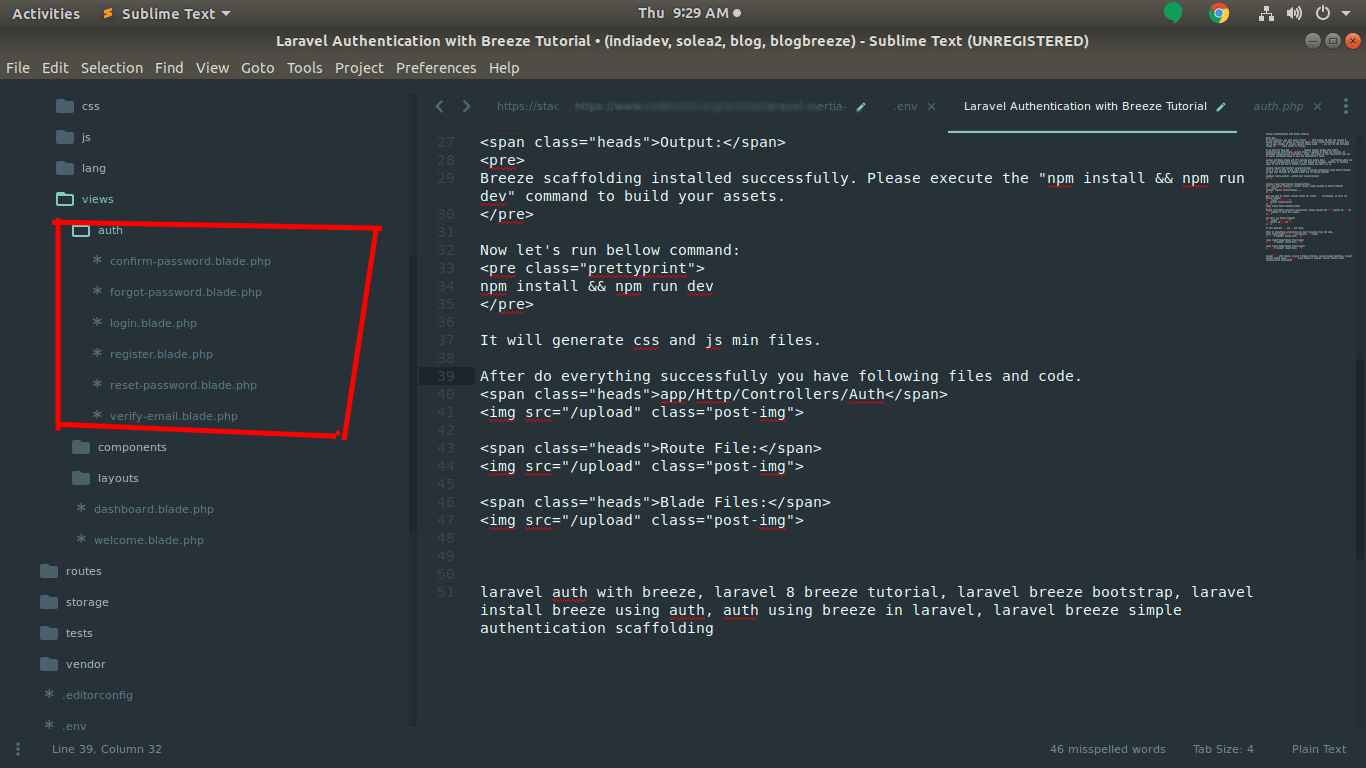 Activities Sublime Text Thu 9:29 AM
Laravel Authentication with Breeze Tutorial • (indiadev, solea2, blog, blogbreeze) - Sublime Text (UNREGISTERED)
File Edit Selection Find View Goto Tools Project Preferences Help
css
js
lang
views
auth
confirm-password.blade.php
forgot-password.blade.php
login.blade.php
register.blade.php
reset-password.blade.php
verify-email.blade.php
components
layouts
dashboard.blade.php
welcome.blade.php
routes
storage
tests
vendor
.editorconfig
.env
https://stac .env Laravel Authentication with Breeze Tutorial auth.php
27 <span class="heads">Output:</span>
28 <pre>
29 Breeze scaffolding installed successfully. Please execute the "npm install && npm run
dev" command to build your assets.
30 </pre>
31
32 Now let's run bellow command:
33 <pre class="prettyprint">
34 npm install && npm run dev
35 </pre>
36
37 It will generate css and js min files.
38
39 After do everything successfully you have following files and code.
40 <span class="heads">app/Http/Controllers/Auth</span>
41 <img src="/upload" class="post-img">
42
43 <span class="heads">Route File:</span>
44 <img src="/upload" class="post-img">
45
46 <span class="heads">Blade Files:</span>
47 <img src="/upload" class="post-img">
48
49
50
51 laravel auth with breeze, laravel 8 breeze tutorial, laravel breeze bootstrap, laravel
install breeze using auth, auth using breeze in laravel, laravel breeze simple
authentication scaffolding
Line 39, Column 32 46 misspelled words Tab Size: 4 Plain Text